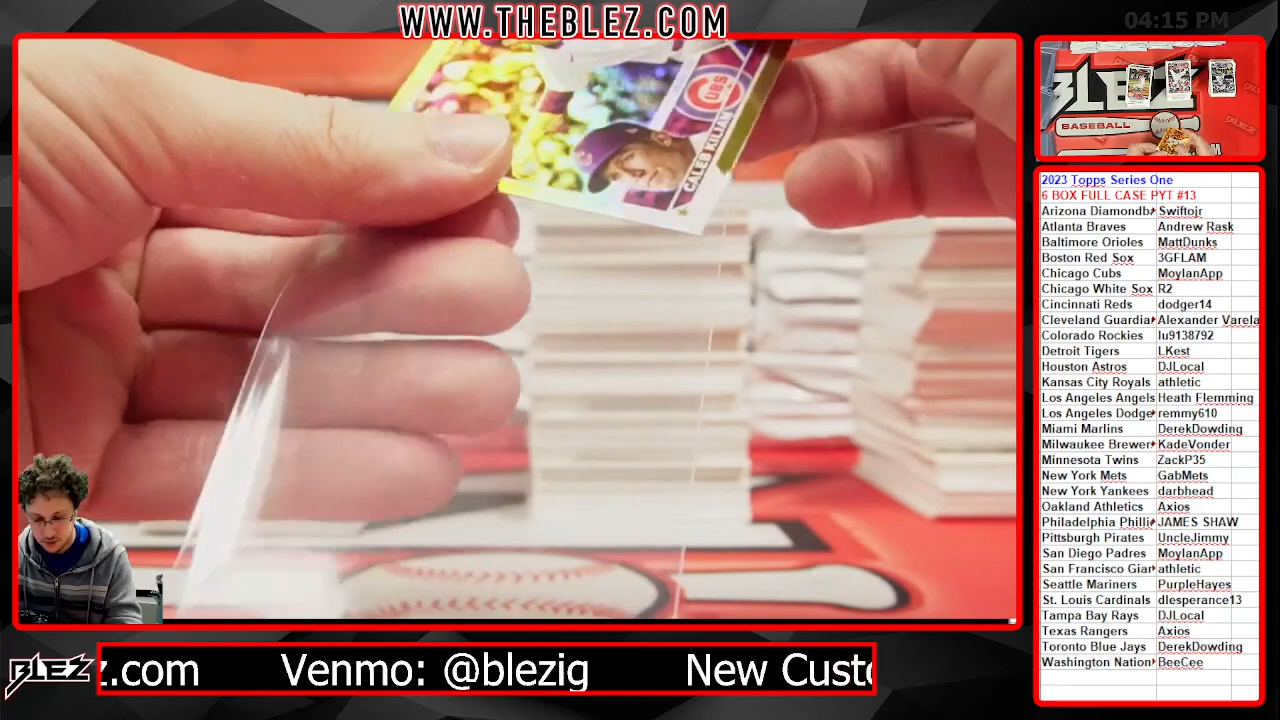 WWW.THEBLEZ.COM
04:15 PM
UBS
CALEB KILIAN
BLEZ
BASEBALL
BLEZ
2023 Topps Series One
6 BOX FULL CASE PYT #13
Arizona Diamondb Swiftojr
Atlanta Braves Andrew Rask
Baltimore Orioles MattDunks
Boston Red Sox 3GFLAM
Chicago Cubs MoylanApp
Chicago White Sox R2
Cincinnati Reds dodger14
Cleveland Guardia Alexander Varela
Colorado Rockies lu9138792
Detroit Tigers LKest
Houston Astros DJLocal
Kansas City Royals athletic
Los Angeles Angels Heath Flemming
Los Angeles Dodge remmy610
Miami Marlins DerekDowding
Milwaukee Brewer KadeVonder
Minnesota Twins ZackP35
New York Mets GabMets
New York Yankees darbhead
Oakland Athletics Axios
Philadelphia Philli JAMES SHAW
Pittsburgh Pirates UncleJimmy
San Diego Padres MoylanApp
San Francisco Gian athletic
Seattle Mariners PurpleHayes
St. Louis Cardinals dlesperance13
Tampa Bay Rays DJLocal
Texas Rangers Axios
Toronto Blue Jays DerekDowding
Washington Nation BeeCee
BLEZ
z.com Venmo: @blezig New Custo